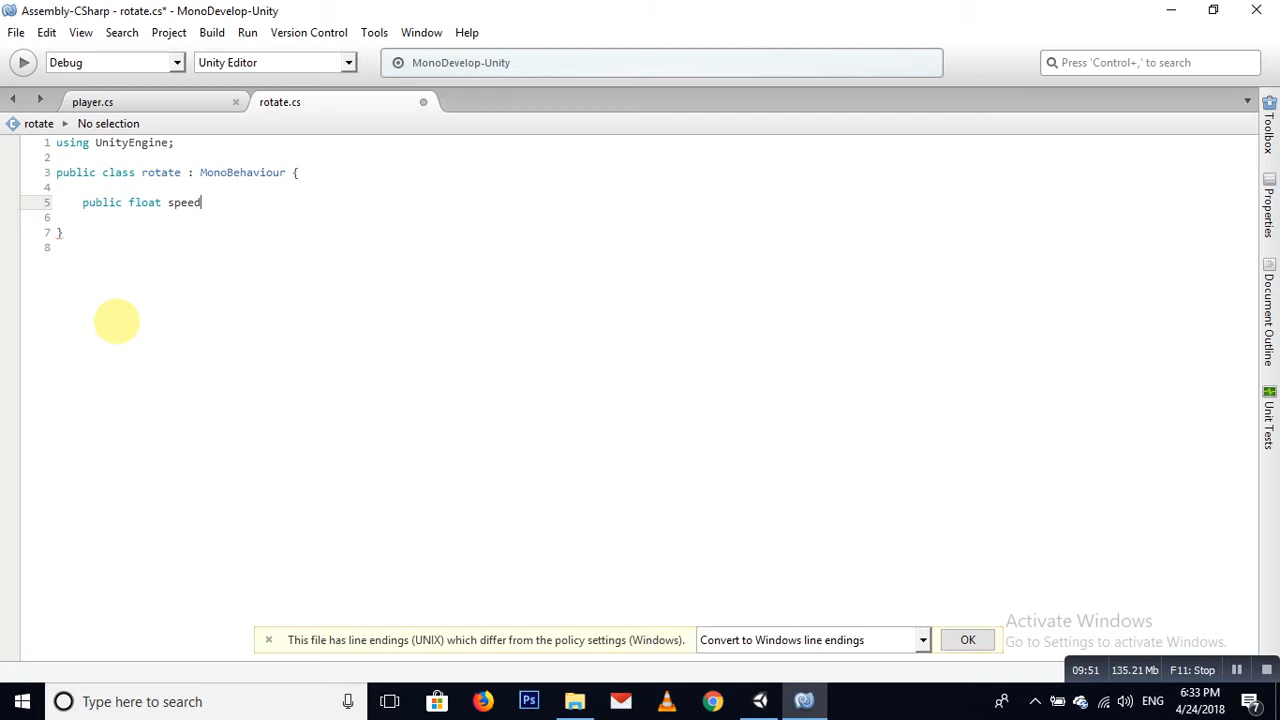 Assembly-CSharp - rotate.cs* - MonoDevelop-Unity
File Edit View Search Project Build Run Version Control Tools Window Help
Debug Unity Editor MonoDevelop-Unity Press 'Control+,' to search
player.cs rotate.cs
rotate No selection
1 using UnityEngine;
2
3 public class rotate : MonoBehaviour {
4
5 public float speed
6
7 }
8
Toolbox
Properties
Document Outline
Unit Tests
Activate Windows
Go to Settings to activate Windows.
This file has line endings (UNIX) which differ from the policy settings (Windows). Convert to Windows line endings OK
09:51 135.21 Mb F11: Stop
Type here to search Ps ENG 6:33 PM
4/24/2018 7